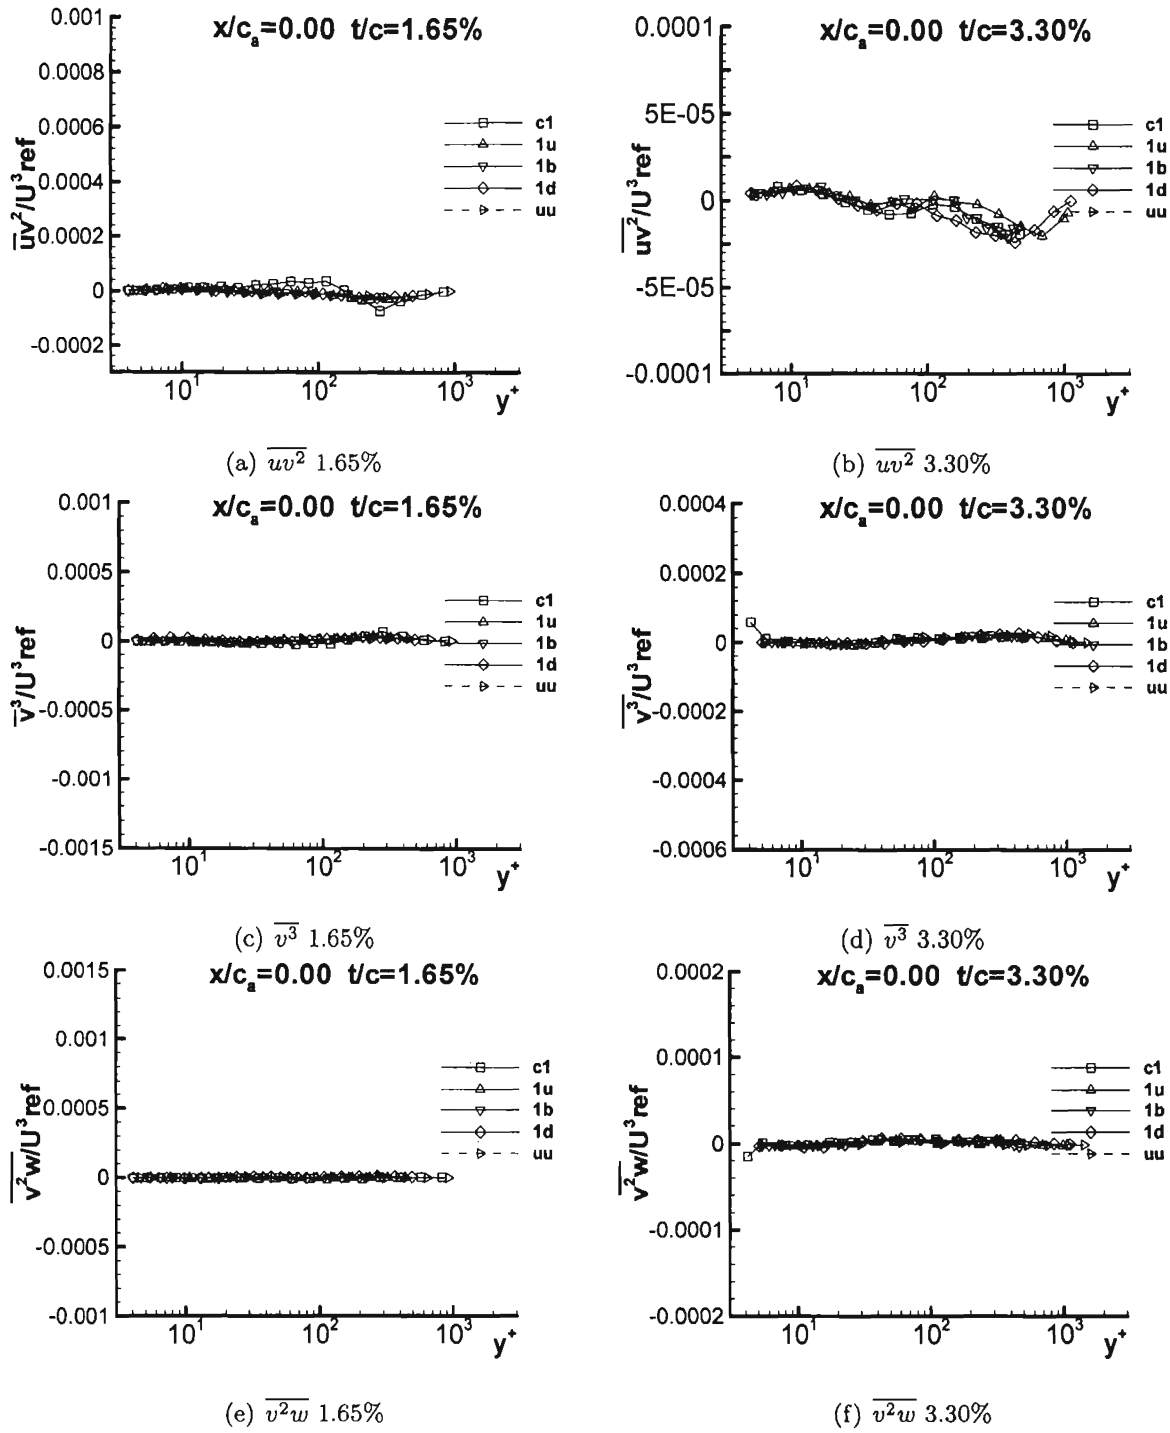 x/cₐ=0.00 t/c=1.65%
uv²/U³ref
0.001
0.0008
0.0006
0.0004
0.0002
0
-0.0002
c1
1u
1b
1d
uu
10¹ 10² 10³
y⁺
(a) uv² 1.65%
x/cₐ=0.00 t/c=3.30%
uv²/U³ref
0.0001
5E-05
0
-5E-05
-0.0001
c1
1u
1b
1d
uu
10¹ 10² 10³
y⁺
(b) uv² 3.30%
x/cₐ=0.00 t/c=1.65%
v³/U³ref
0.001
0.0005
0
-0.0005
-0.001
-0.0015
c1
1u
1b
1d
uu
10¹ 10² 10³
y⁺
(c) v³ 1.65%
x/cₐ=0.00 t/c=3.30%
v³/U³ref
0.0004
0.0002
0
-0.0002
-0.0004
-0.0006
c1
1u
1b
1d
uu
10¹ 10² 10³
y⁺
(d) v³ 3.30%
x/cₐ=0.00 t/c=1.65%
v²w/U³ref
0.0015
0.001
0.0005
0
-0.0005
-0.001
c1
1u
1b
1d
uu
10¹ 10² 10³
y⁺
(e) v²w 1.65%
x/cₐ=0.00 t/c=3.30%
v²w/U³ref
0.0002
0.0001
0
-0.0001
-0.0002
c1
1u
1b
1d
uu
10¹ 10² 10³
y⁺
(f) v²w 3.30%